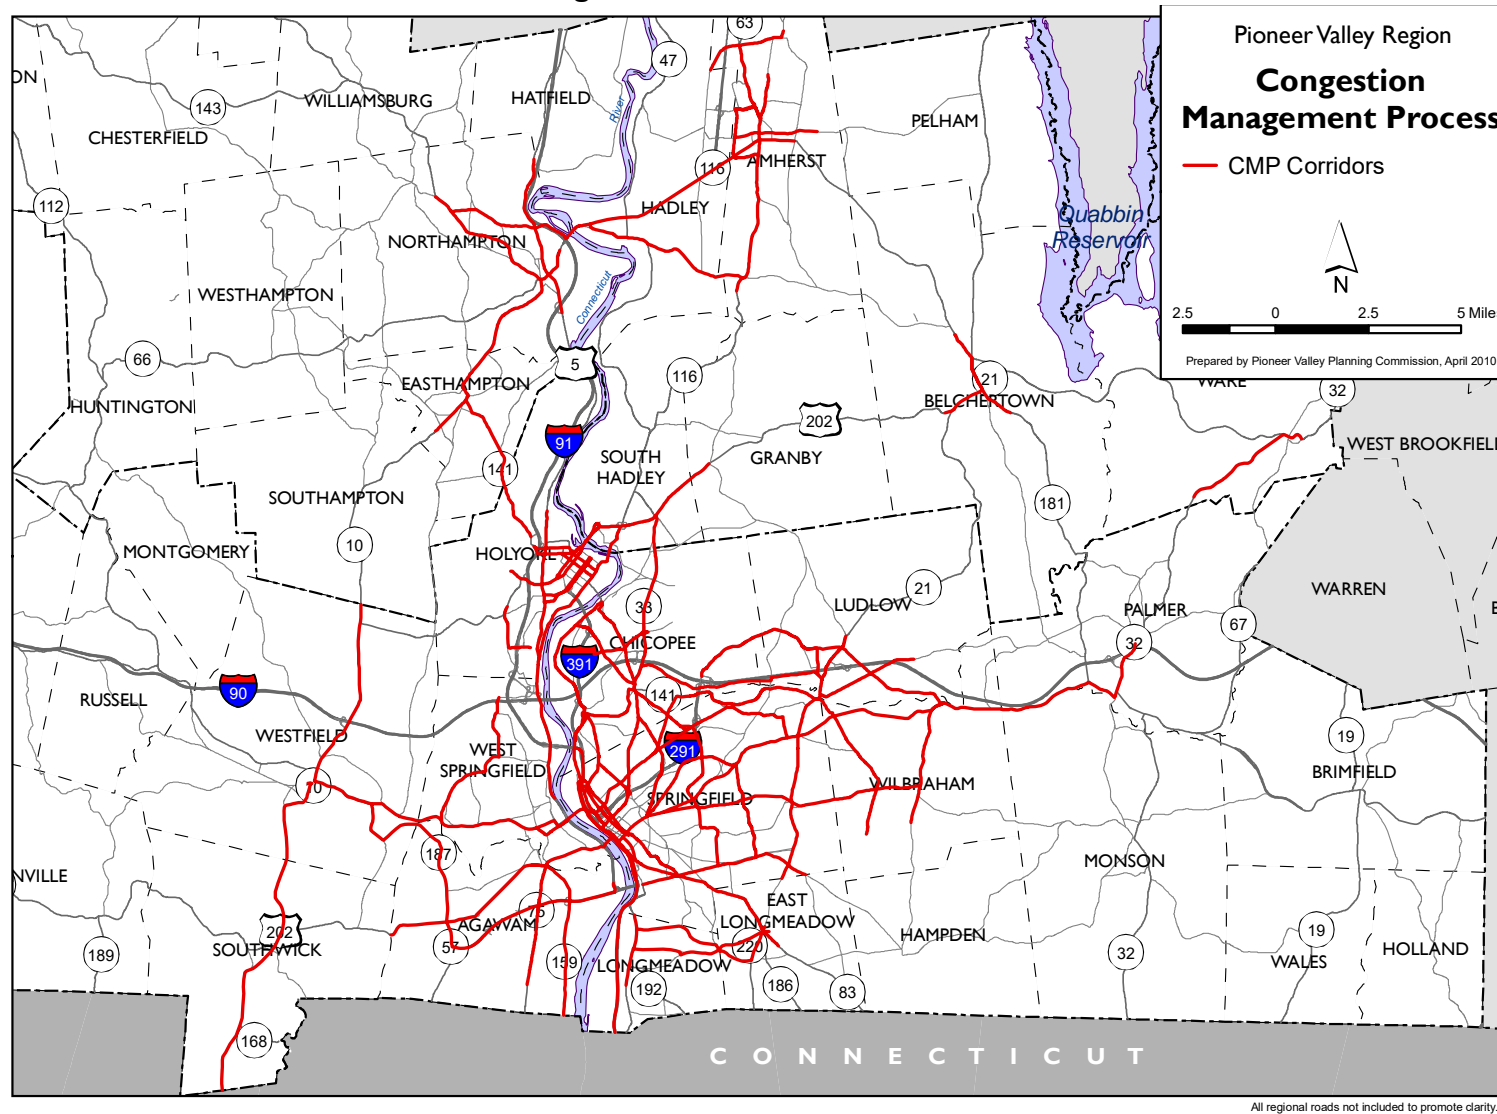 63
47
River
HATFIELD
WILLIAMSBURG
143
CHESTERFIELD
PELHAM
AMHERST
116
112
HADLEY
NORTHAMPTON
Quabbin
Reservoir
WESTHAMPTON
Connecticut
66
5
116
21
EASTHAMPTON
BELCHERTOWN
HUNTINGTON
202
32
91
WEST BROOKFIEL
SOUTH
HADLEY
GRANBY
141
SOUTHAMPTON
181
10
MONTGOMERY
HOLYOKE
21
WARREN
33
LUDLOW
PALMER
67
CHICOPEE
32
391
90
141
RUSSELL
WESTFIELD
19
WEST
SPRINGFIELD
291
BRIMFIELD
10
SPRINGFIELD
WILBRAHAM
187
MONSON
NVILLE
EAST
LONGMEADOW
75
AGAWAM
202
SOUTHWICK
57
220
HAMPDEN
19
HOLLAND
189
159
LONGMEADOW
32
WALES
192
186
83
168
CONNECTICUT
Pioneer Valley Region
Congestion
Management Process
CMP Corridors
N
2.5 0 2.5 5 Mile
Prepared by Pioneer Valley Planning Commission, April 2010
WARE
ON
All regional roads not included to promote clarity.